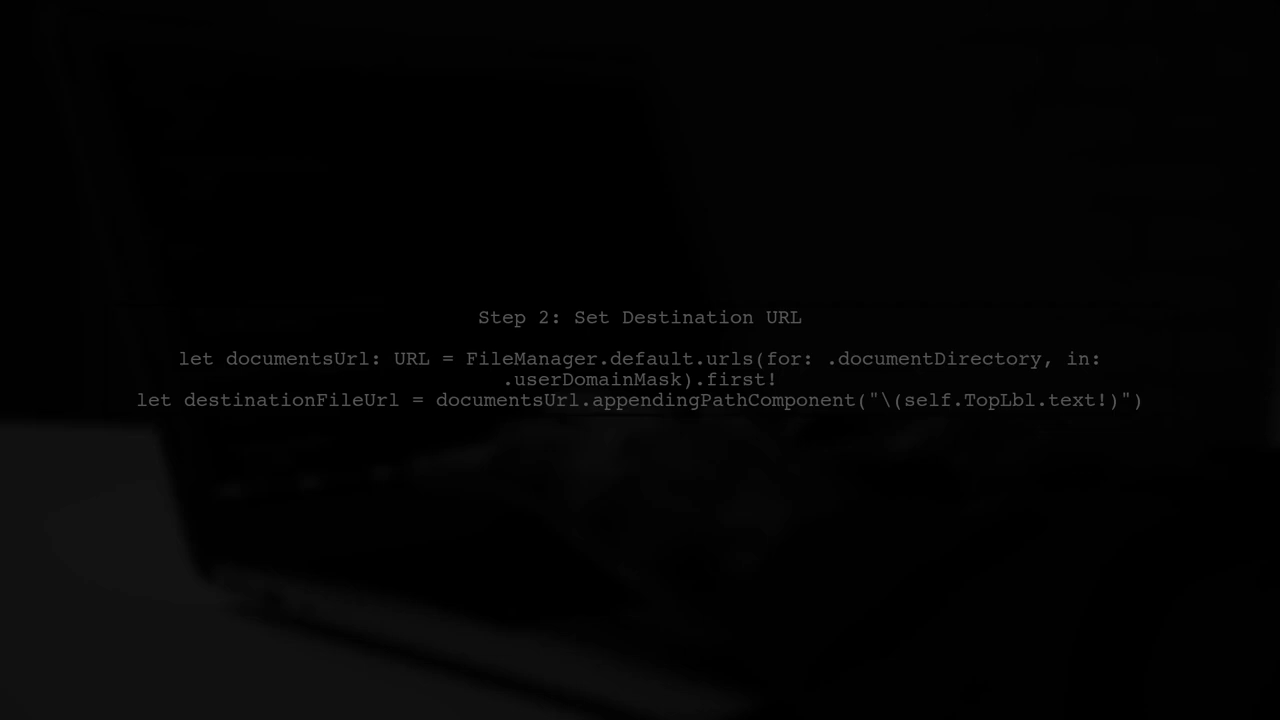 Step 2: Set Destination URL
let documentsUrl: URL = FileManager.default.urls(for: .documentDirectory, in:
.userDomainMask).first!
let destinationFileUrl = documentsUrl.appendingPathComponent("\(self.TopLbl.text!)")